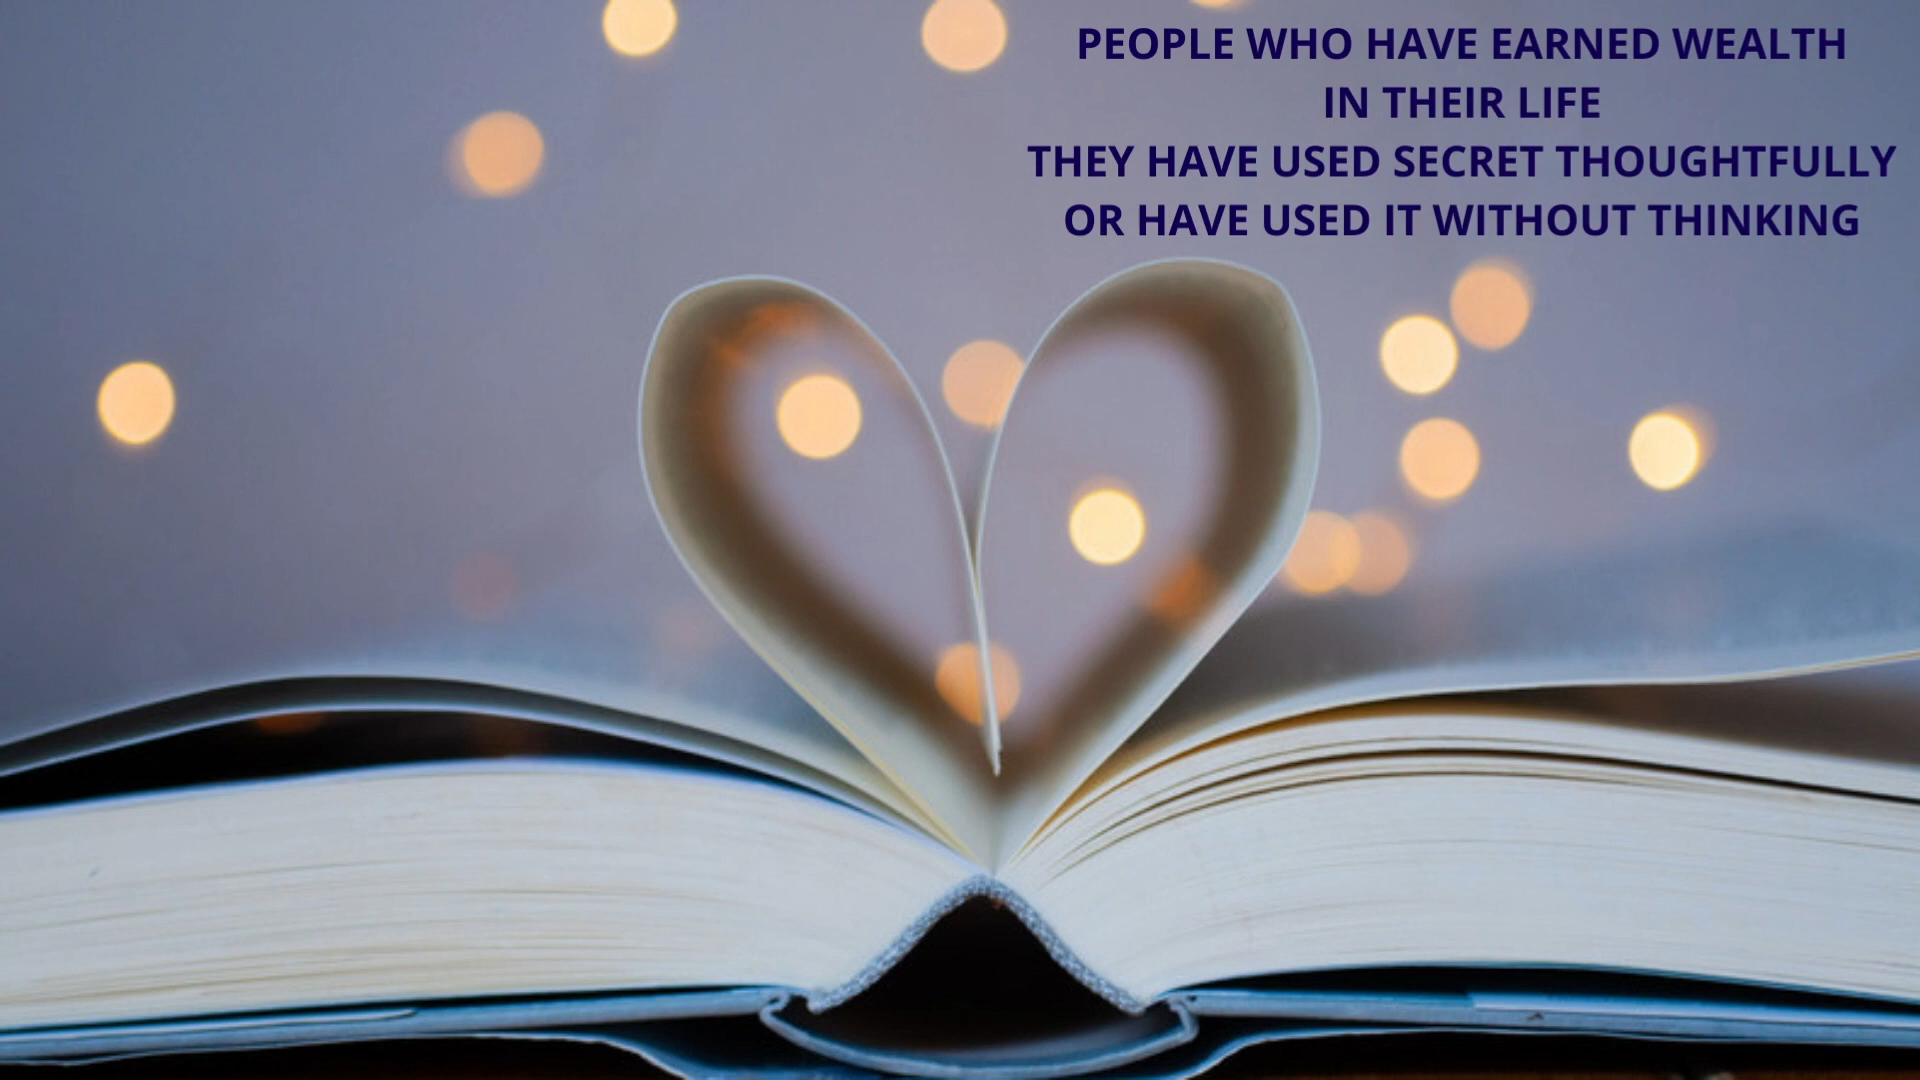 PEOPLE WHO HAVE EARNED WEALTH
IN THEIR LIFE
THEY HAVE USED SECRET THOUGHTFULLY
OR HAVE USED IT WITHOUT THINKING